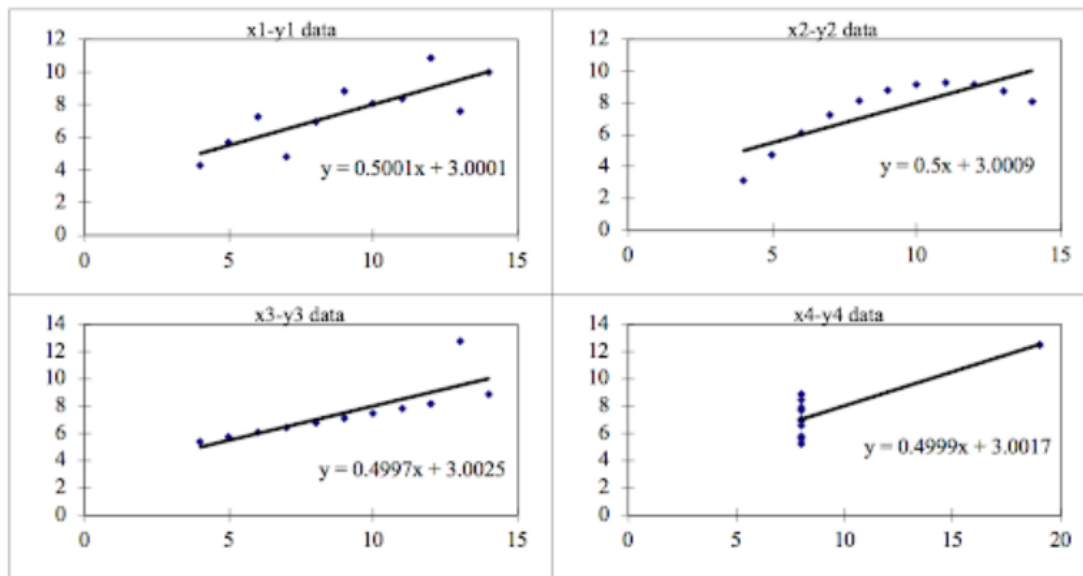 x1-y1 data
12
10
8
6
4
2
0
y = 0.5001x + 3.0001
0 5 10 15
x2-y2 data
12
10
8
6
4
2
0
y = 0.5x + 3.0009
0 5 10 15
x3-y3 data
14
12
10
8
6
4
2
0
y = 0.4997x + 3.0025
0 5 10 15
x4-y4 data
14
12
10
8
6
4
2
0
y = 0.4999x + 3.0017
0 5 10 15 20